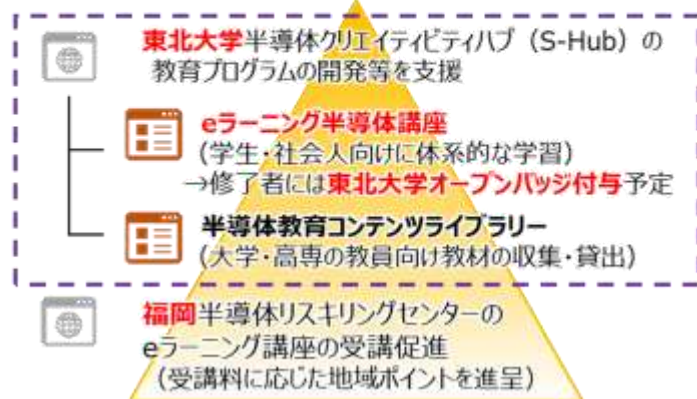 東北大学半導体クリエイティビティハブ（S-Hub）の
教育プログラムの開発等を支援
eラーニング半導体講座
（学生・社会人向けに体系的な学習）
→修了者には東北大学オープンバッジ付与予定
半導体教育コンテンツライブラリー
（大学・高専の教員向け教材の収集・貸出）
福岡半導体リスキリングセンターの
eラーニング講座の受講促進
（受講料に応じた地域ポイントを進呈）